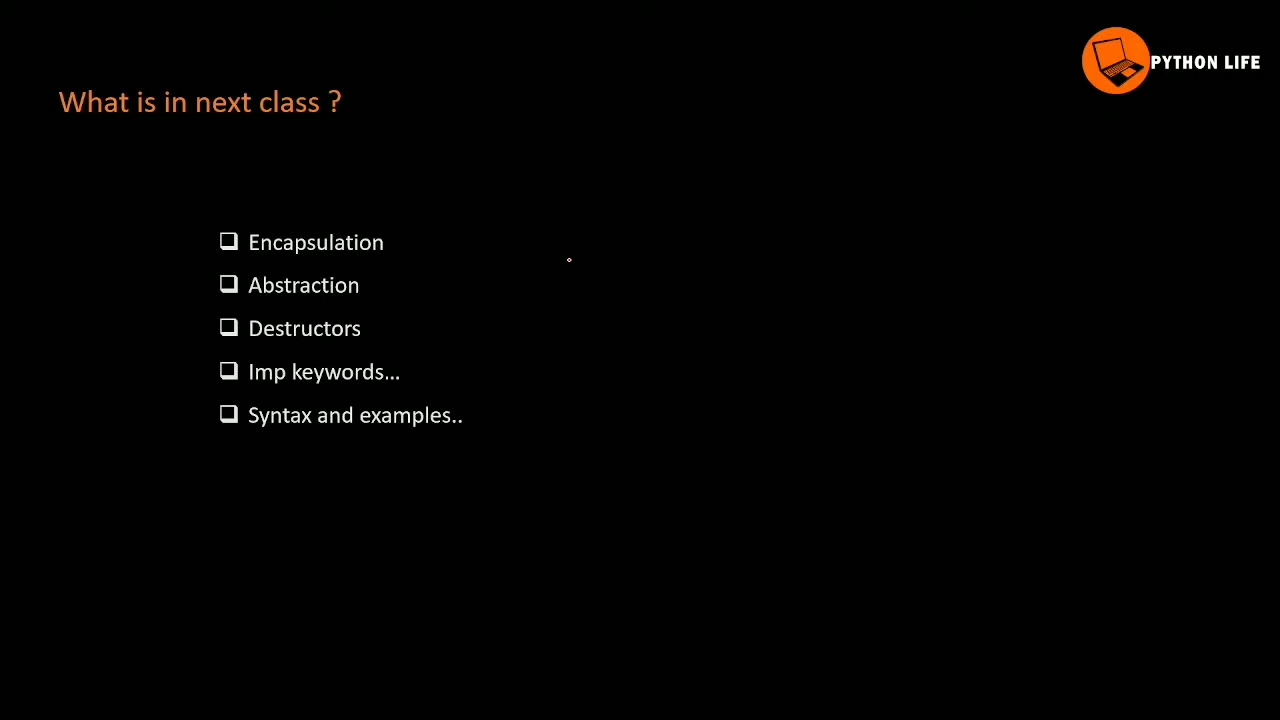 PYTHON LIFE
What is in next class ?
Encapsulation
Abstraction
Destructors
Imp keywords...
Syntax and examples..